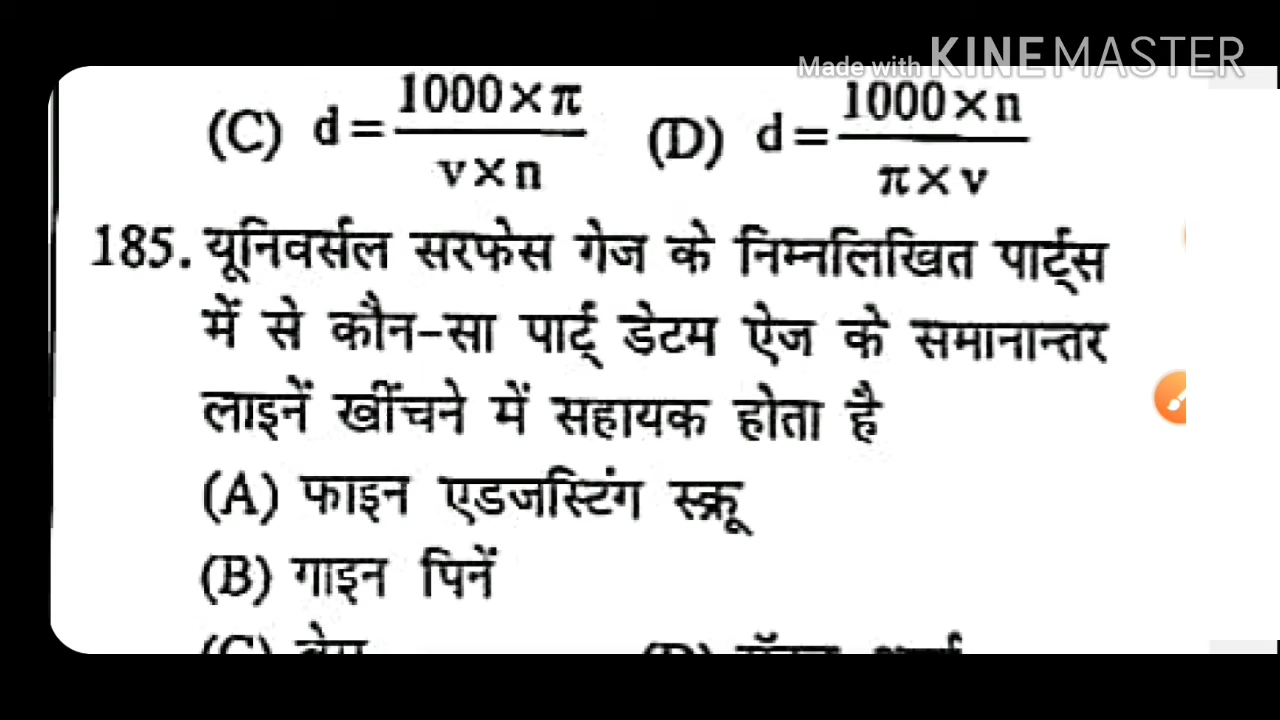 Made with KINEMASTER
(C) d = 1000×π / v×n (D) d = 1000×n / π×v
185. यूनिवर्सल सरफेस गेज के निम्नलिखित पार्ट्स
में से कौन-सा पार्ट् डेटम ऐज के समानान्तर
लाइनें खींचने में सहायक होता है
(A) फाइन एडजस्टिंग स्क्रू
(B) गाइन पिनें
(C) (D)